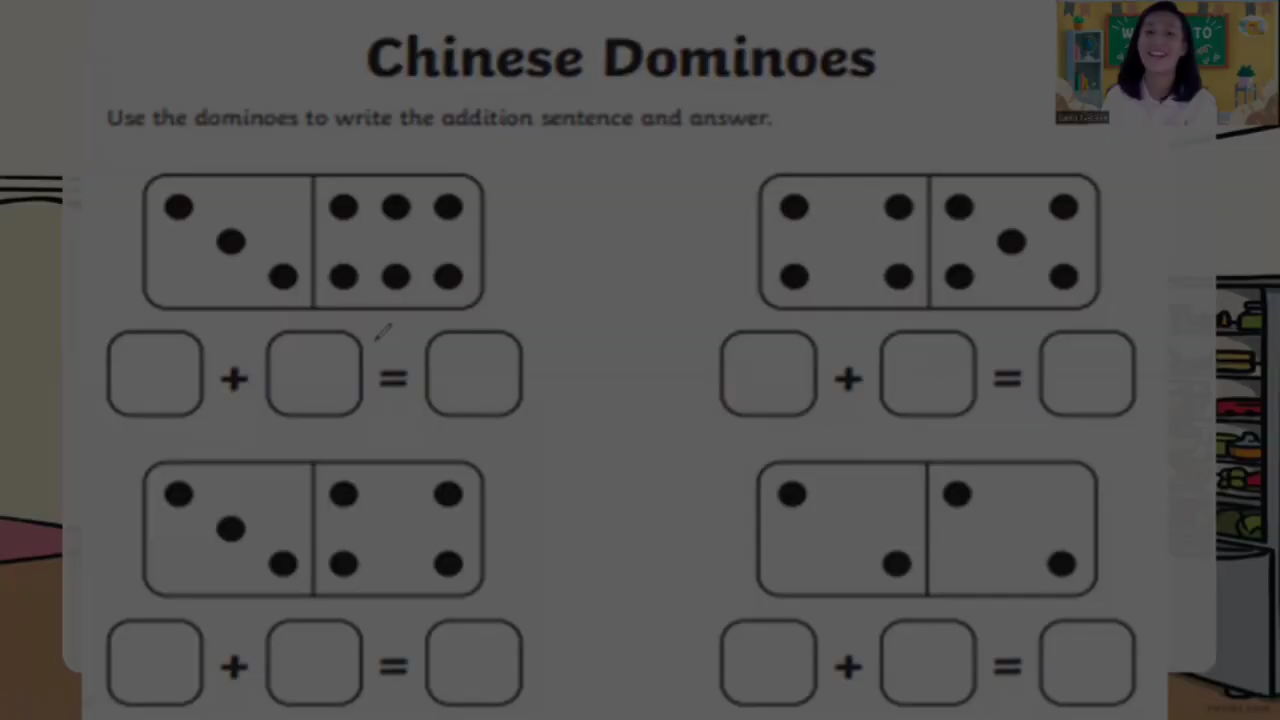 Chinese Dominoes
Use the dominoes to write the addition sentence and answer.
+ =
+ =
+ =
+ =